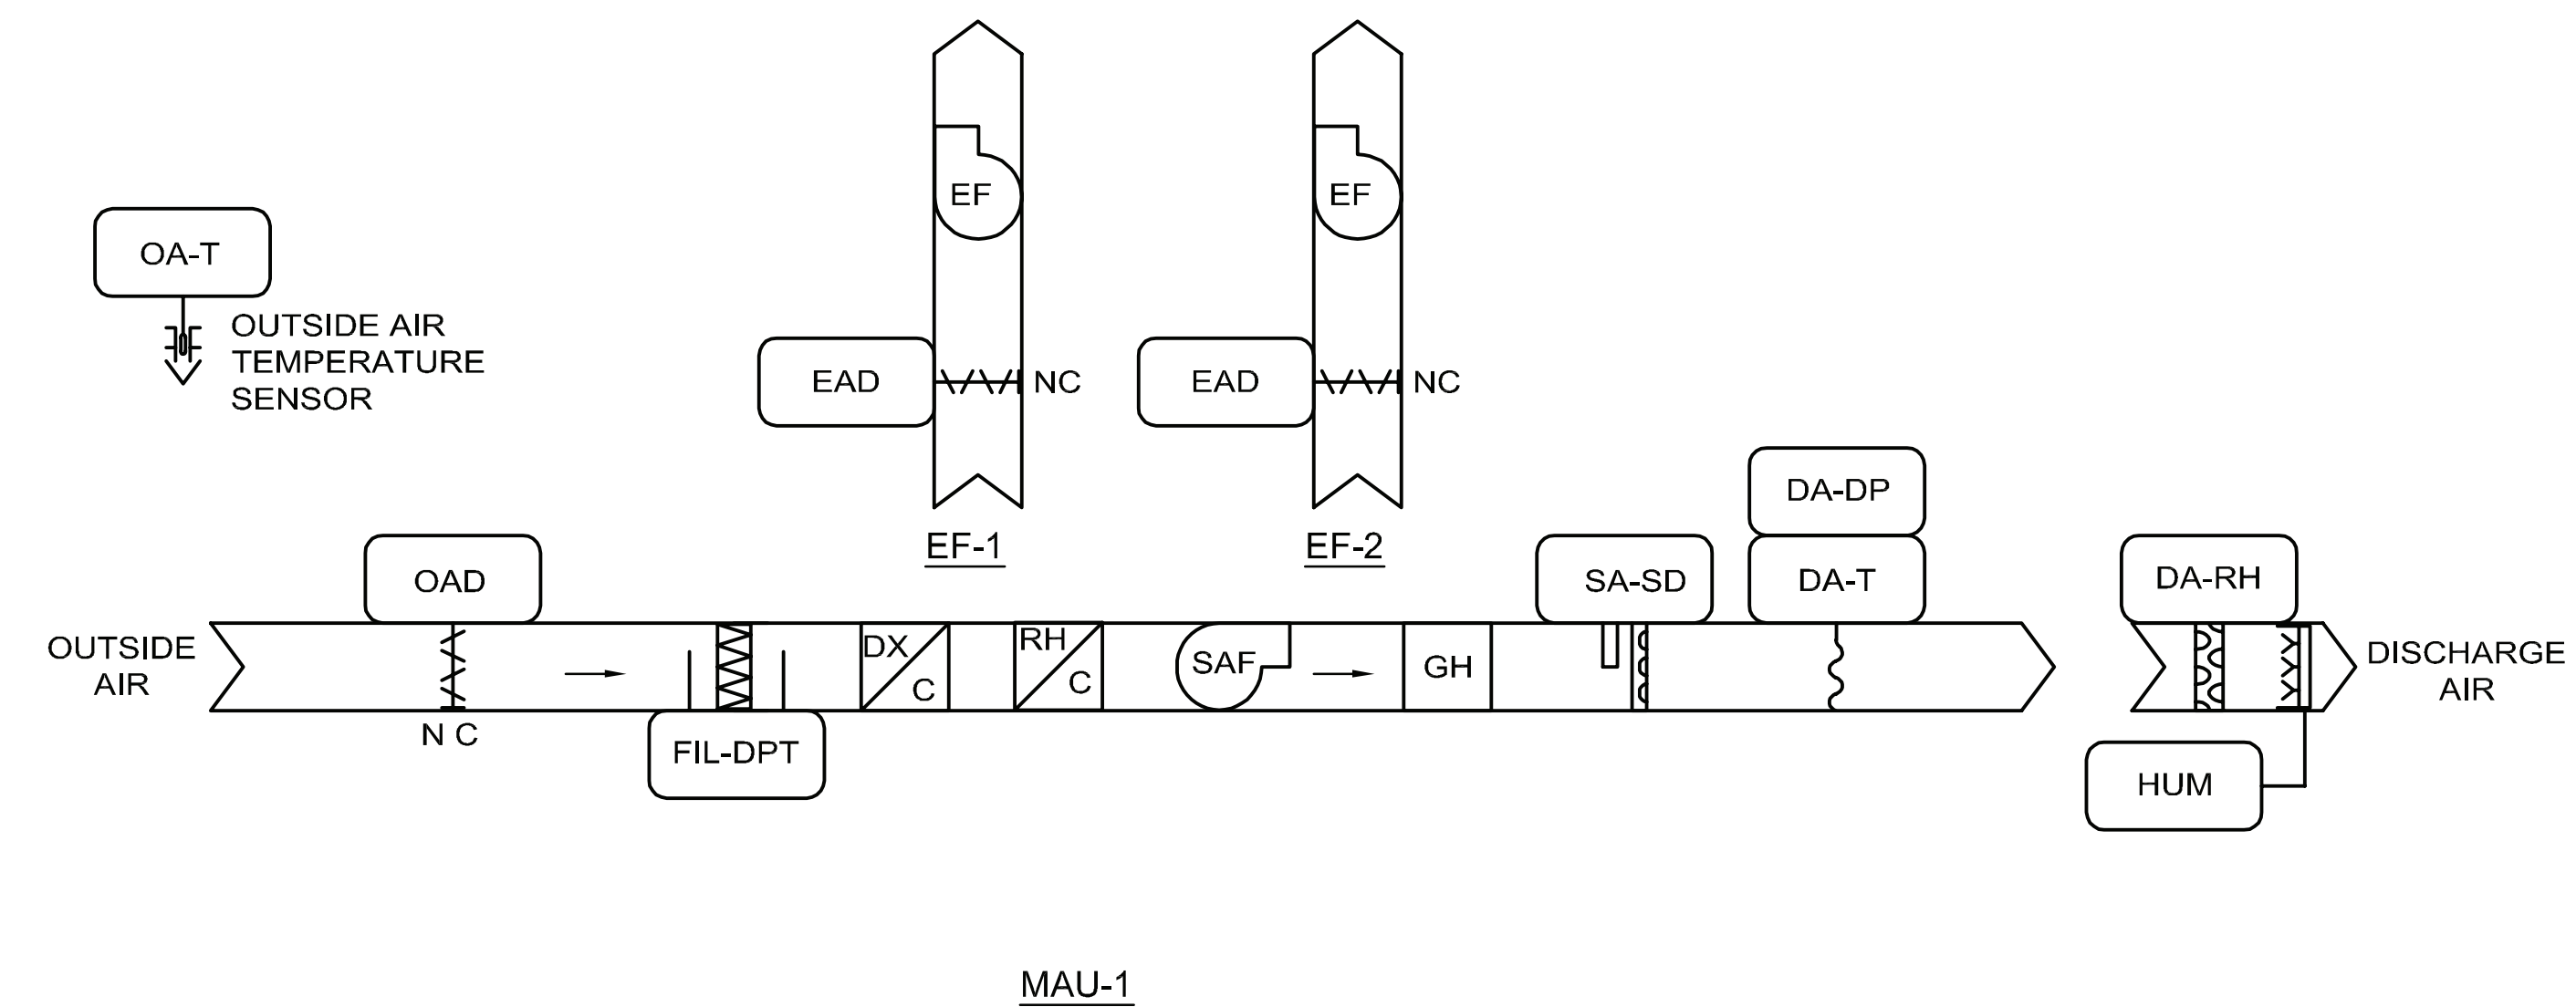 EF
EF
OA-T
OUTSIDE AIR
TEMPERATURE
SENSOR
EAD
NC
EAD
NC
EF-1
EF-2
DA-DP
OAD
SA-SD
DA-T
DA-RH
OUTSIDE
AIR
DX
C
RH
C
SAF
GH
DISCHARGE
AIR
N C
FIL-DPT
HUM
MAU-1